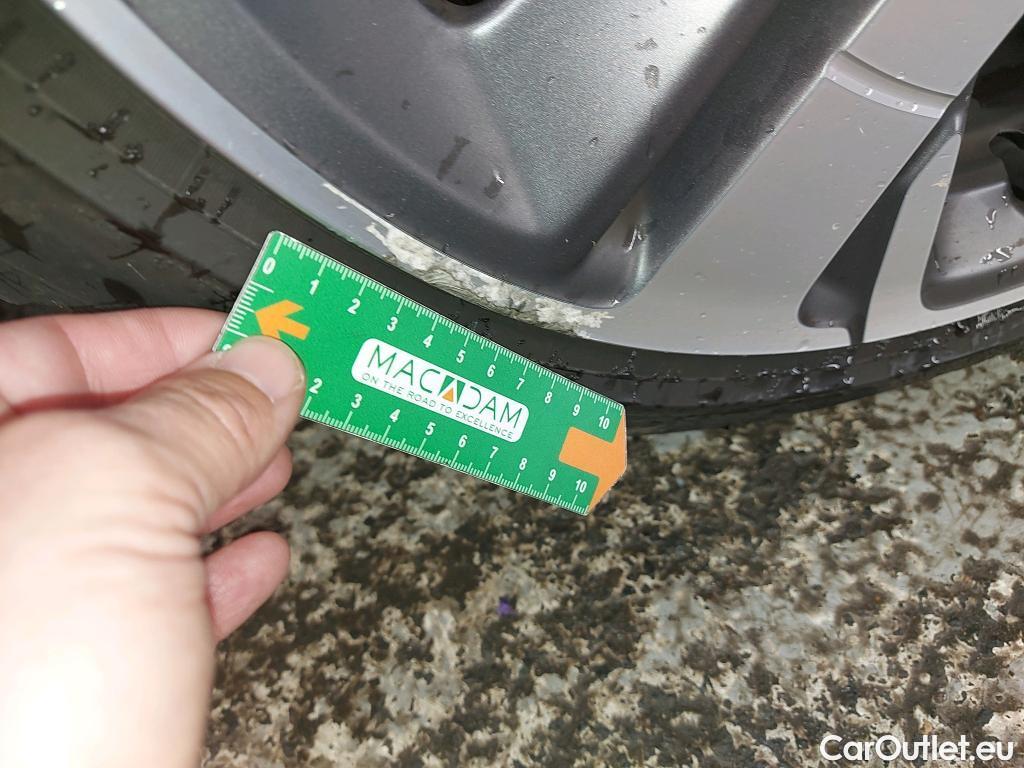 0 1 2 3 4 5 6 7 8 9 10
MACADAM
ON THE ROAD TO EXCELLENCE
2 3 4 5 6 7 8 9 10
CarOutlet.eu